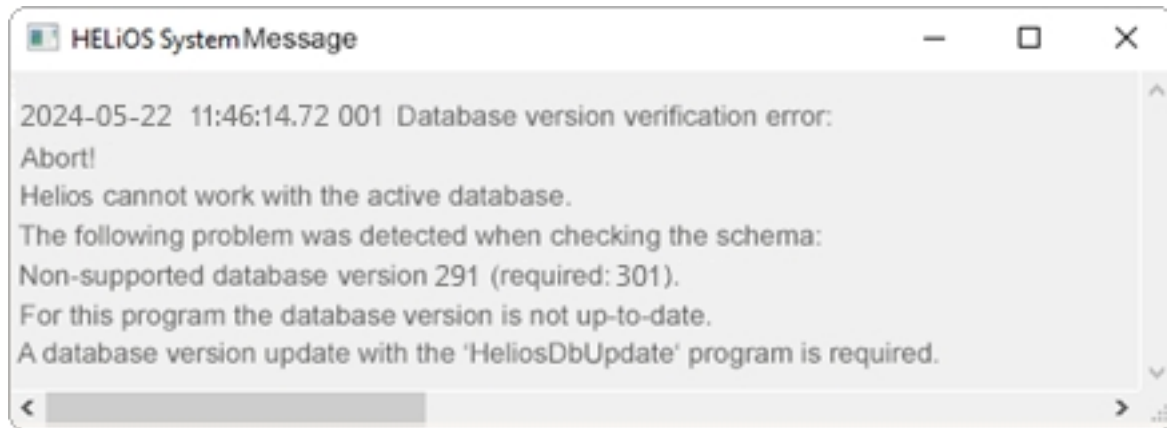 HELiOS System Message
2024-05-22 11:46:14.72 001 Database version verification error:
Abort!
Helios cannot work with the active database.
The following problem was detected when checking the schema:
Non-supported database version 291 (required: 301).
For this program the database version is not up-to-date.
A database version update with the ‘HeliosDbUpdate‘ program is required.